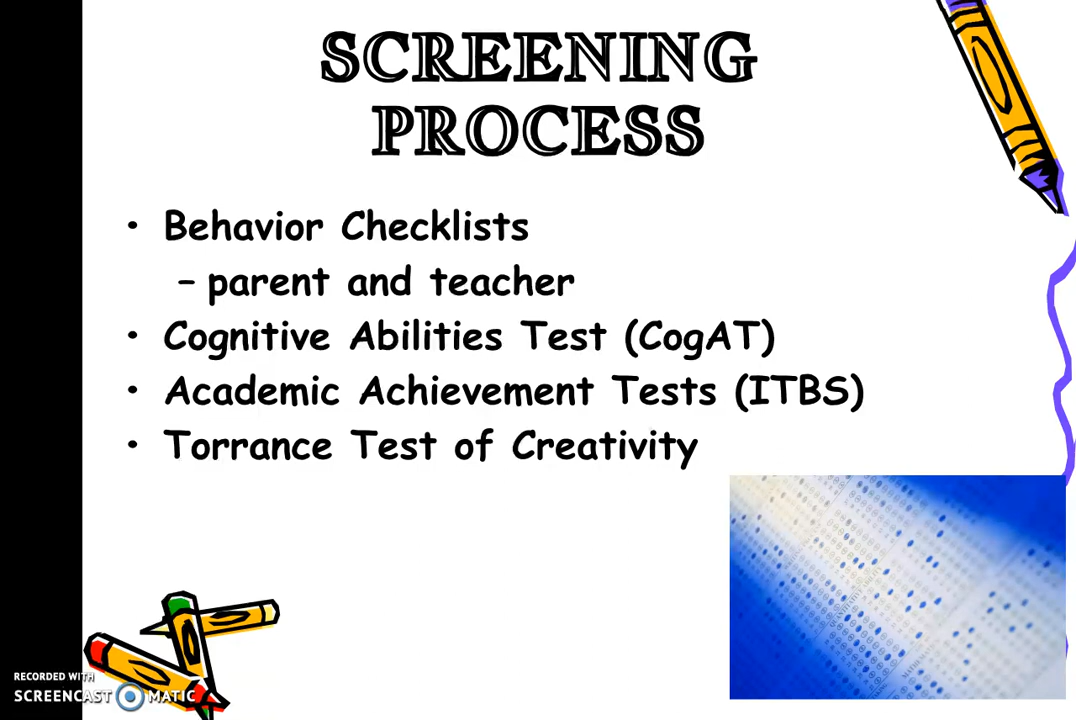 SCREENING
PROCESS
• Behavior Checklists
– parent and teacher
• Cognitive Abilities Test (CogAT)
• Academic Achievement Tests (ITBS)
• Torrance Test of Creativity
RECORDED WITH
SCREENCAST MATIC